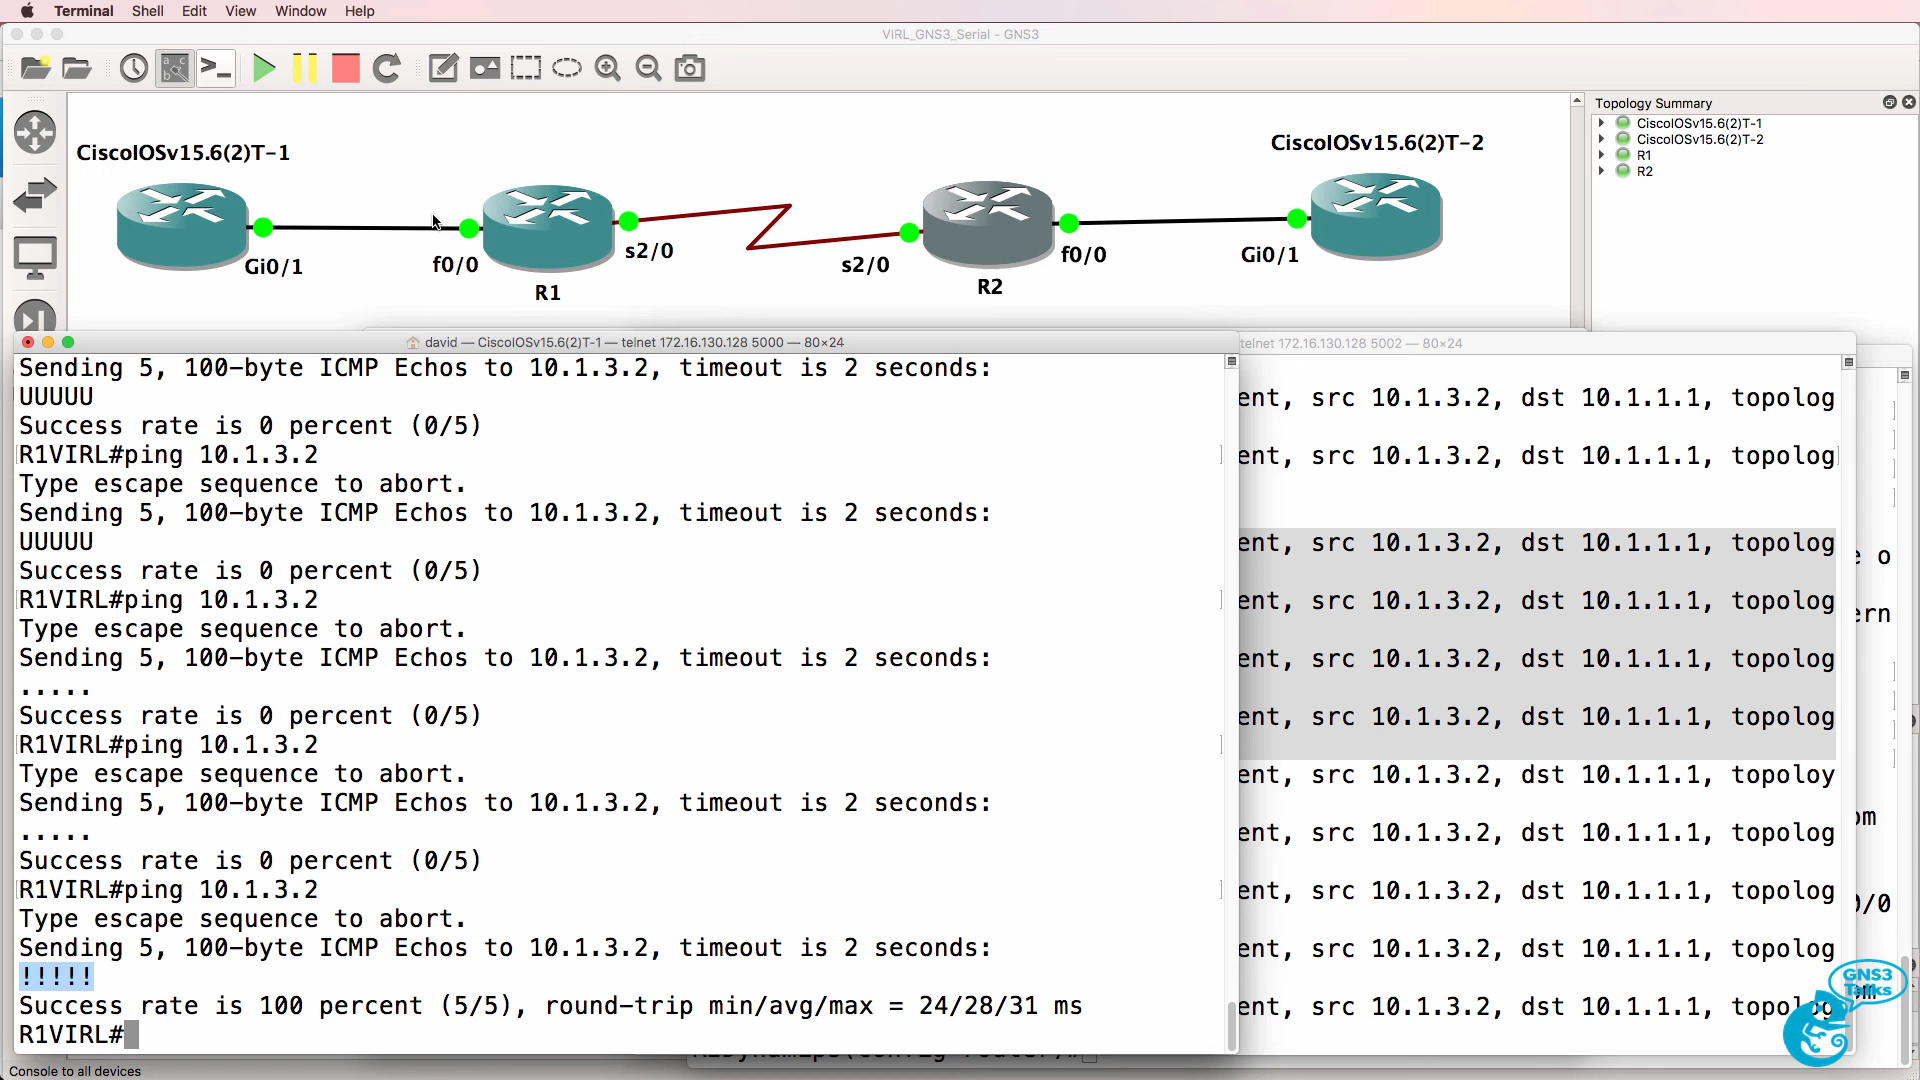 Terminal Shell Edit View Window Help
VIRL_GNS3_Serial - GNS3
Topology Summary
CiscoIOSv15.6(2)T-1
CiscoIOSv15.6(2)T-2
R1
R2
CiscoIOSv15.6(2)T-1
CiscoIOSv15.6(2)T-2
Gi0/1
f0/0
s2/0
s2/0
f0/0
Gi0/1
R1
R2
david — CiscoIOSv15.6(2)T-1 — telnet 172.16.130.128 5000 — 80×24
Sending 5, 100-byte ICMP Echos to 10.1.3.2, timeout is 2 seconds:
UUUUU
Success rate is 0 percent (0/5)
R1VIRL#ping 10.1.3.2
Type escape sequence to abort.
Sending 5, 100-byte ICMP Echos to 10.1.3.2, timeout is 2 seconds:
UUUUU
Success rate is 0 percent (0/5)
R1VIRL#ping 10.1.3.2
Type escape sequence to abort.
Sending 5, 100-byte ICMP Echos to 10.1.3.2, timeout is 2 seconds:
.....
Success rate is 0 percent (0/5)
R1VIRL#ping 10.1.3.2
Type escape sequence to abort.
Sending 5, 100-byte ICMP Echos to 10.1.3.2, timeout is 2 seconds:
.....
Success rate is 0 percent (0/5)
R1VIRL#ping 10.1.3.2
Type escape sequence to abort.
Sending 5, 100-byte ICMP Echos to 10.1.3.2, timeout is 2 seconds:
!!!!!
Success rate is 100 percent (5/5), round-trip min/avg/max = 24/28/31 ms
R1VIRL#
telnet 172.16.130.128 5002 — 80×24
ent, src 10.1.3.2, dst 10.1.1.1, topolog
ent, src 10.1.3.2, dst 10.1.1.1, topolog
ent, src 10.1.3.2, dst 10.1.1.1, topolog
ent, src 10.1.3.2, dst 10.1.1.1, topolog
ent, src 10.1.3.2, dst 10.1.1.1, topolog
ent, src 10.1.3.2, dst 10.1.1.1, topolog
ent, src 10.1.3.2, dst 10.1.1.1, topoloy
ent, src 10.1.3.2, dst 10.1.1.1, topolog
ent, src 10.1.3.2, dst 10.1.1.1, topolog
ent, src 10.1.3.2, dst 10.1.1.1, topolog
ent, src 10.1.3.2, dst 10.1.1.1, topolog
GNS3
Talks
Console to all devices